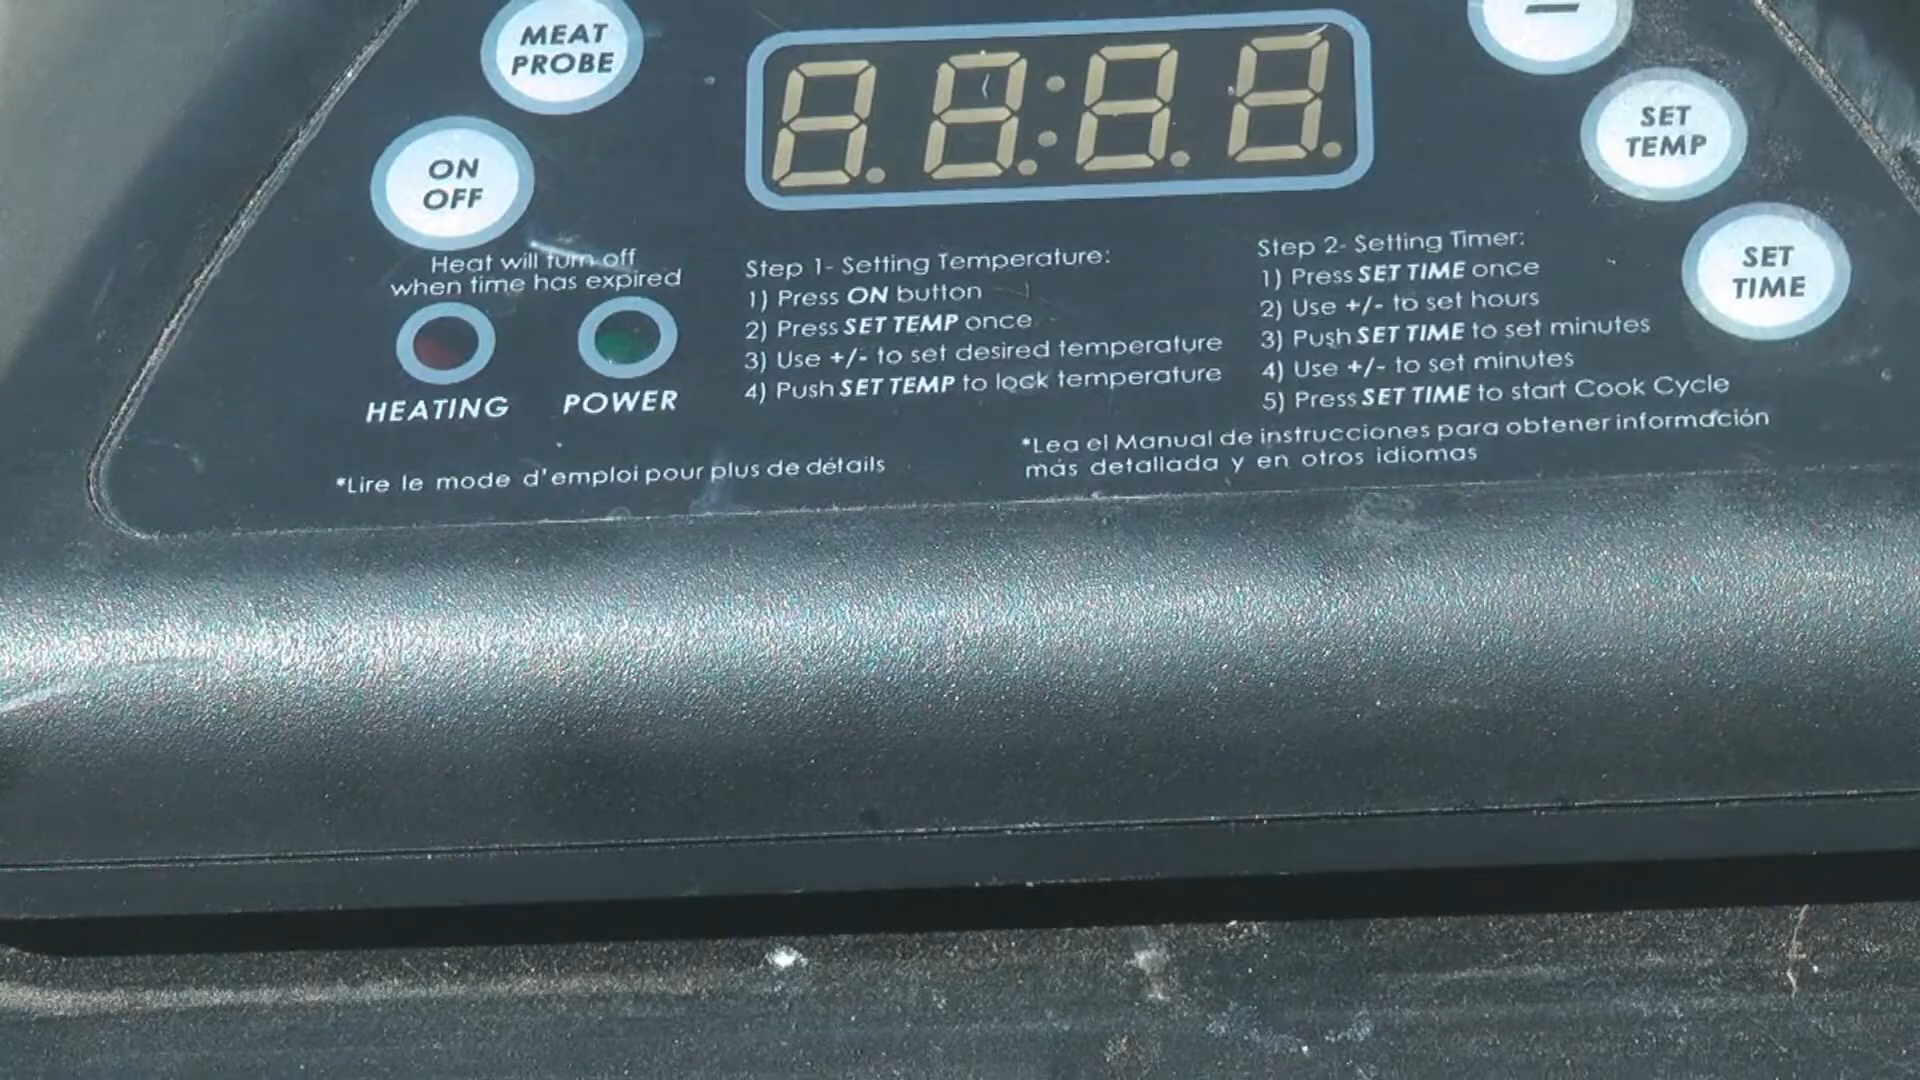 MEAT
PROBE
ON
OFF
Heat will turn off
when time has expired
HEATING
POWER
Step 1- Setting Temperature:
1) Press ON button
2) Press SET TEMP once
3) Use +/- to set desired temperature
4) Push SET TEMP to lock temperature
Step 2- Setting Timer:
1) Press SET TIME once
2) Use +/- to set hours
3) Push SET TIME to set minutes
4) Use +/- to set minutes
5) Press SET TIME to start Cook Cycle
−
SET
TEMP
SET
TIME
*Lire le mode d'emploi pour plus de détails
*Lea el Manual de instrucciones para obtener información
más detallada y en otros idiomas